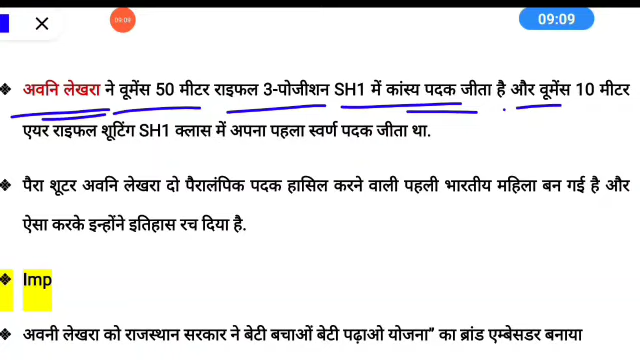 09:09
09:09
❖ अवनि लेखरा ने वूमेंस 50 मीटर राइफल 3-पोजीशन SH1 में कांस्य पदक जीता है और वूमेंस 10 मीटर
एयर राइफल शूटिंग SH1 क्लास में अपना पहला स्वर्ण पदक जीता था.
❖ पैरा शूटर अवनि लेखरा दो पैरालंपिक पदक हासिल करने वाली पहली भारतीय महिला बन गई है और
ऐसा करके इन्होंने इतिहास रच दिया है.
❖ Imp
❖ अवनी लेखरा को राजस्थान सरकार ने बेटी बचाओं बेटी पढ़ाओ योजना” का ब्रांड एम्बेसडर बनाया